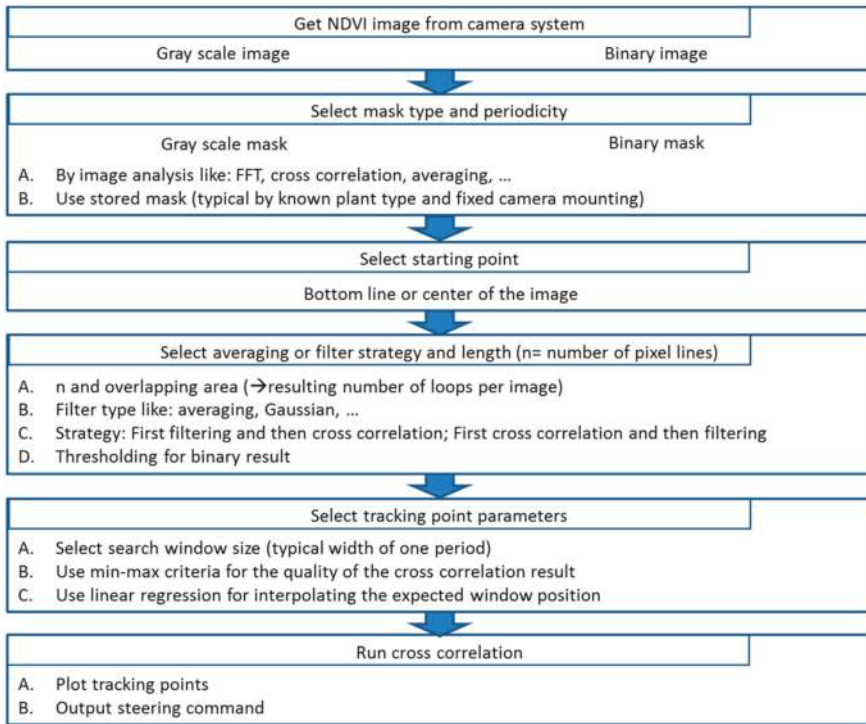 Get NDVI image from camera system
Gray scale image Binary image
Select mask type and periodicity
Gray scale mask Binary mask
A. By image analysis like: FFT, cross correlation, averaging, ...
B. Use stored mask (typical by known plant type and fixed camera mounting)
Select starting point
Bottom line or center of the image
Select averaging or filter strategy and length (n= number of pixel lines)
A. n and overlapping area (→resulting number of loops per image)
B. Filter type like: averaging, Gaussian, ...
C. Strategy: First filtering and then cross correlation; First cross correlation and then filtering
D. Thresholding for binary result
Select tracking point parameters
A. Select search window size (typical width of one period)
B. Use min-max criteria for the quality of the cross correlation result
C. Use linear regression for interpolating the expected window position
Run cross correlation
A. Plot tracking points
B. Output steering command